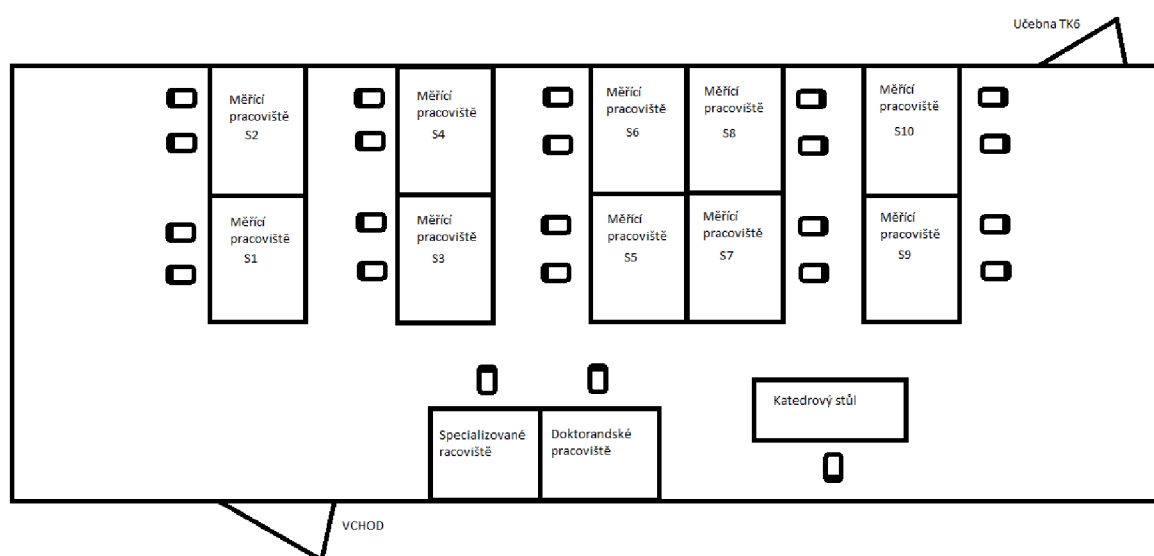 Učebna TK6
Měřící
pracoviště
S2
Měřící
pracoviště
S4
Měřící
pracoviště
S6
Měřící
pracoviště
S8
Měřící
pracoviště
S10
Měřící
pracoviště
S1
Měřící
pracoviště
S3
Měřící
pracoviště
S5
Měřící
pracoviště
S7
Měřící
pracoviště
S9
Katedrový stůl
Specializované
racoviště
Doktorandské
pracoviště
VCHOD